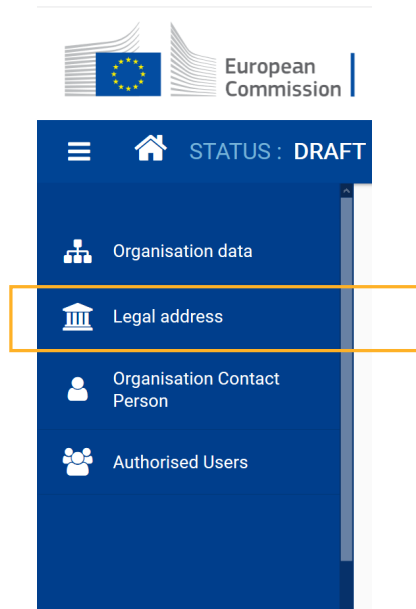 European
Commission
STATUS : DRAFT
Organisation data
Legal address
Organisation Contact
Person
Authorised Users